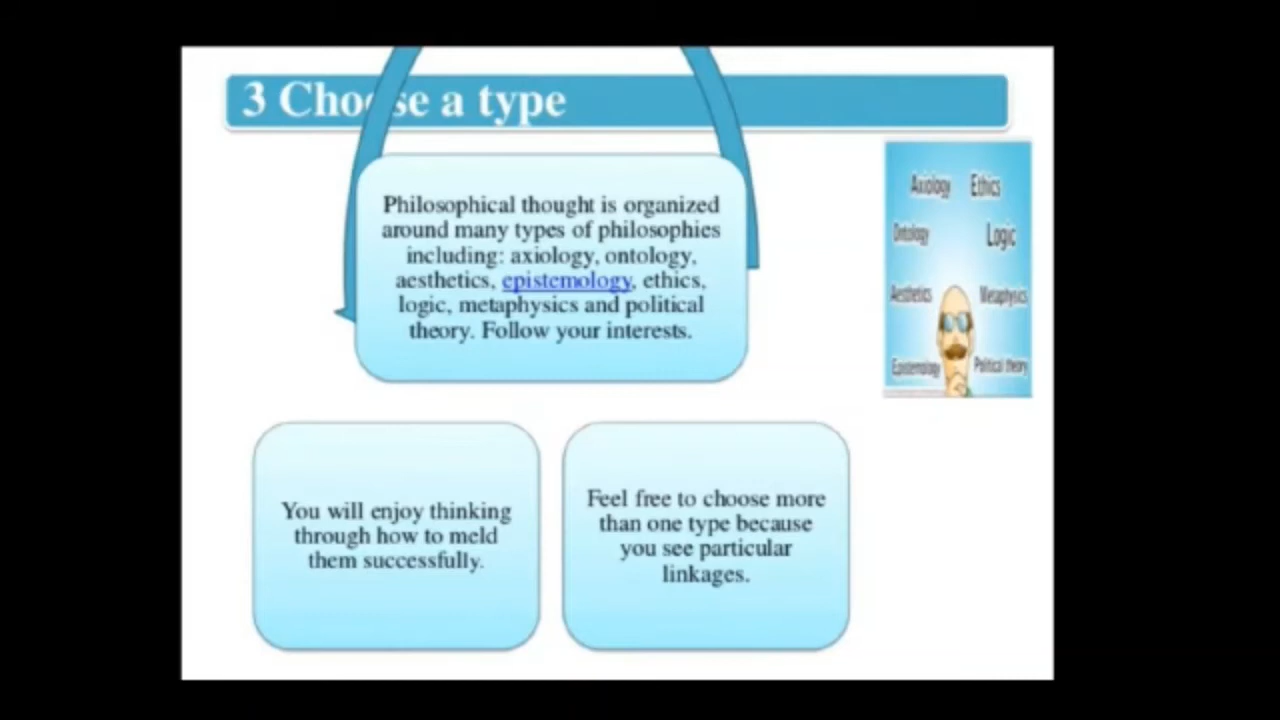 3 Choose a type
Philosophical thought is organized
around many types of philosophies
including: axiology, ontology,
aesthetics, epistemology, ethics,
logic, metaphysics and political
theory. Follow your interests.
Axiology Ethics
Ontology Logic
Aesthetics Metaphysics
Epistemology Political theory
You will enjoy thinking
through how to meld
them successfully.
Feel free to choose more
than one type because
you see particular
linkages.